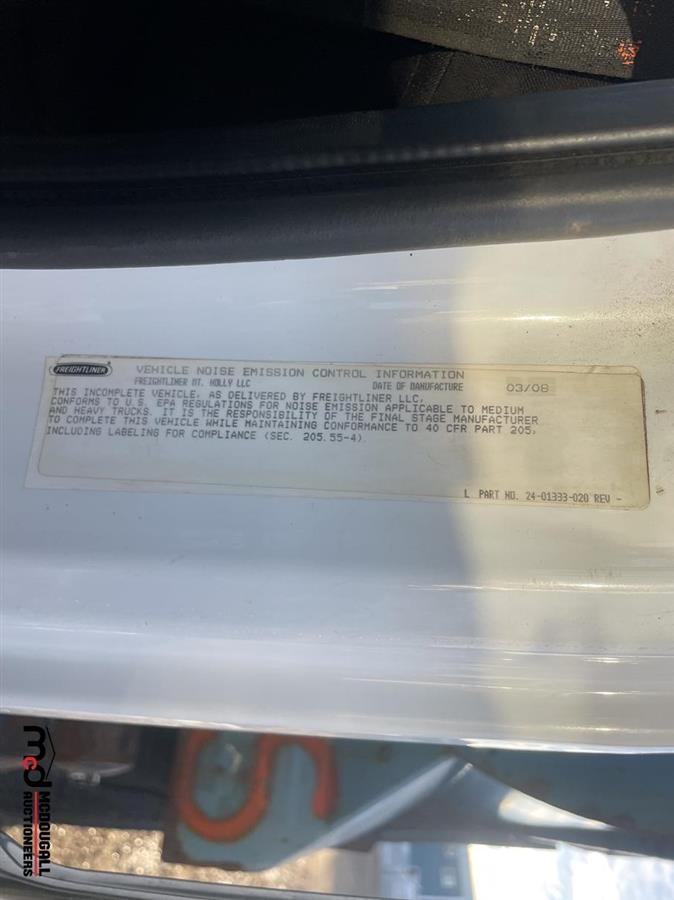 FREIGHTLINER
VEHICLE NOISE EMISSION CONTROL INFORMATION
FREIGHTLINER MT. HOLLY LLC DATE OF MANUFACTURE 03/08
THIS INCOMPLETE VEHICLE, AS DELIVERED BY FREIGHTLINER LLC,
CONFORMS TO U.S. EPA REGULATIONS FOR NOISE EMISSION APPLICABLE TO MEDIUM
AND HEAVY TRUCKS. IT IS THE RESPONSIBILITY OF THE FINAL STAGE MANUFACTURER
TO COMPLETE THIS VEHICLE WHILE MAINTAINING CONFORMANCE TO 40 CFR PART 205,
INCLUDING LABELING FOR COMPLIANCE (SEC. 205.55-4).
L PART NO. 24-01333-020 REV -
mcd
MCDOUGALL
AUCTIONEERS